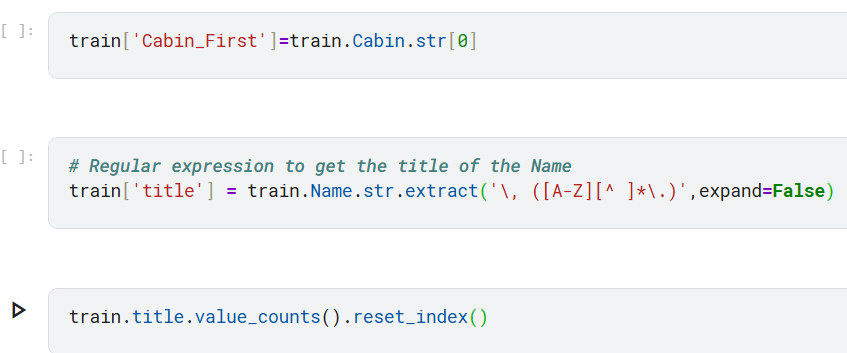 [ ]:
train['Cabin_First']=train.Cabin.str[0]
[ ]:
# Regular expression to get the title of the Name
train['title'] = train.Name.str.extract('\, ([A-Z][^ ]*\.)',expand=False)
train.title.value_counts().reset_index()